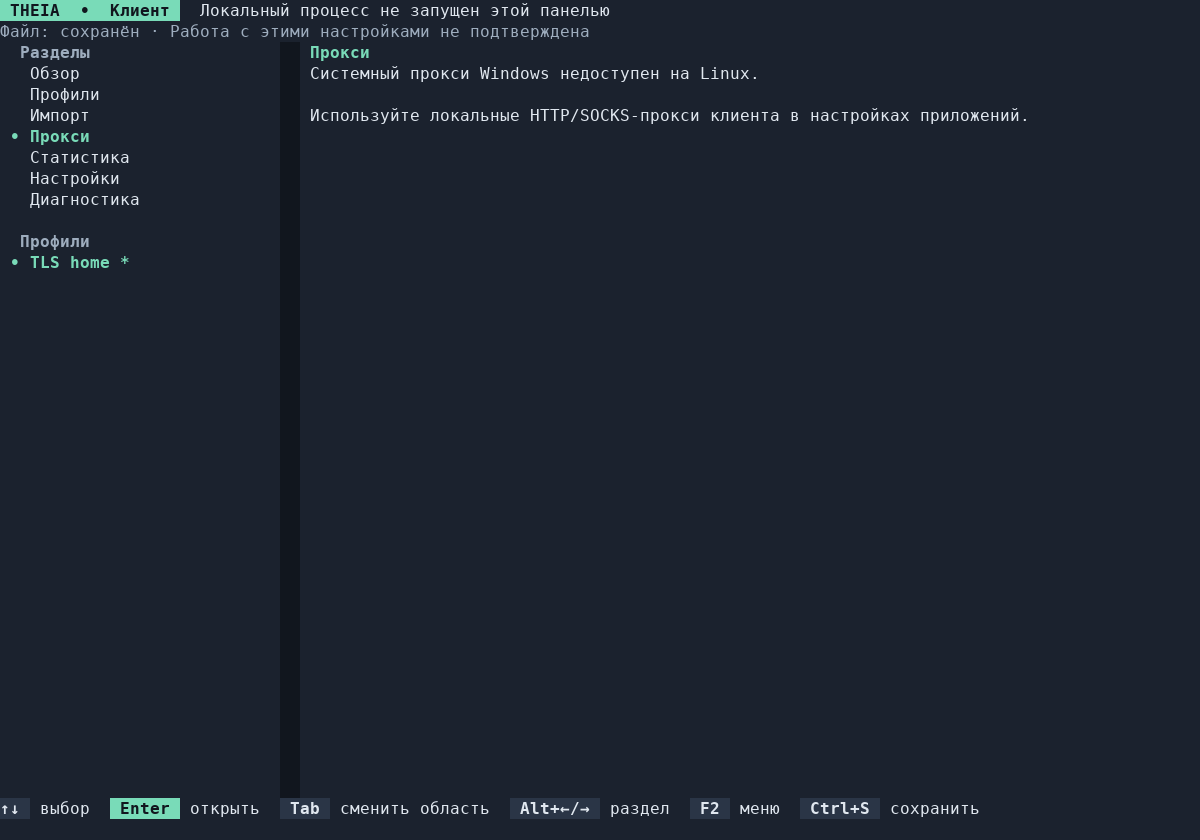 THEIA • Клиент Локальный процесс не запущен этой панелью
Файл: сохранён · Работа с этими настройками не подтверждена
Разделы
Обзор
Профили
Импорт
• Прокси
Статистика
Настройки
Диагностика
Профили
• TLS home *
Прокси
Системный прокси Windows недоступен на Linux.
Используйте локальные HTTP/SOCKS-прокси клиента в настройках приложений.
↑↓ выбор Enter открыть Tab сменить область Alt+←/→ раздел F2 меню Ctrl+S сохранить